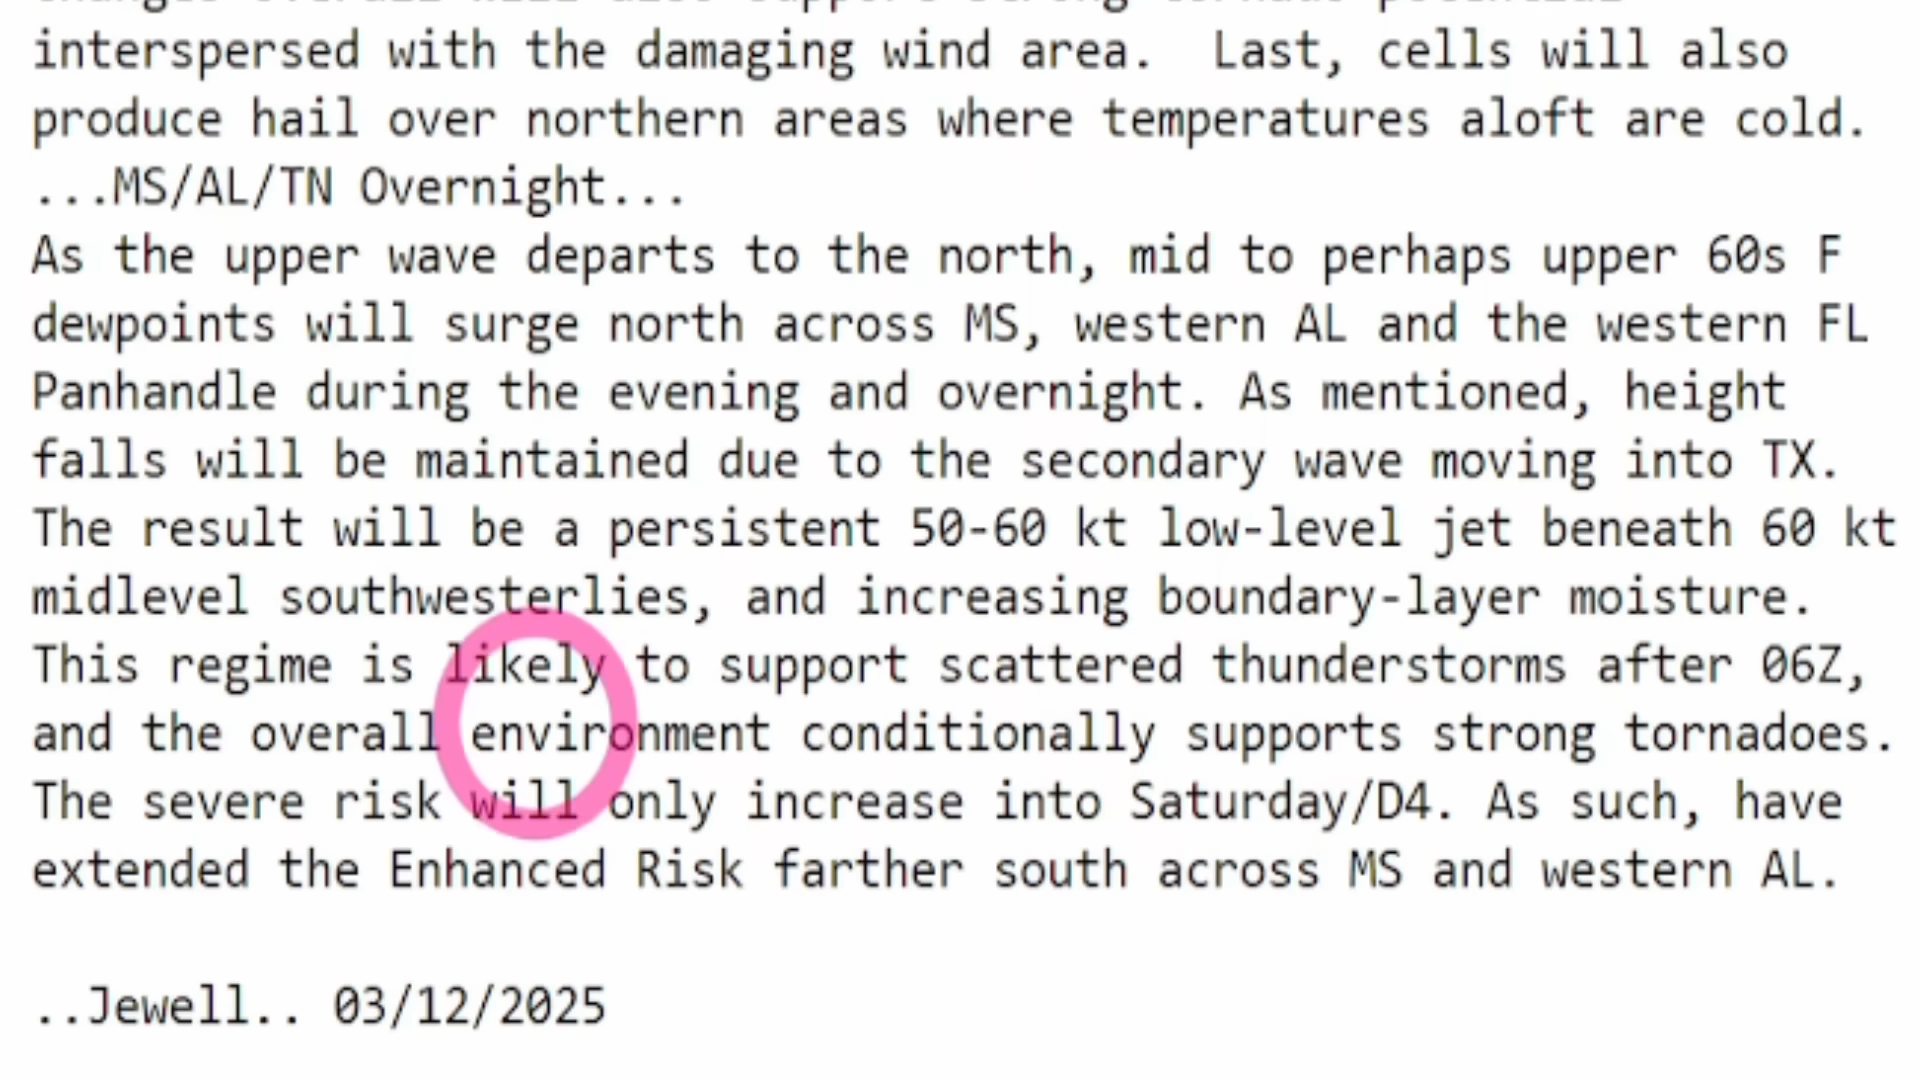 interspersed with the damaging wind area.  Last, cells will also
produce hail over northern areas where temperatures aloft are cold.
...MS/AL/TN Overnight...
As the upper wave departs to the north, mid to perhaps upper 60s F
dewpoints will surge north across MS, western AL and the western FL
Panhandle during the evening and overnight. As mentioned, height
falls will be maintained due to the secondary wave moving into TX.
The result will be a persistent 50-60 kt low-level jet beneath 60 kt
midlevel southwesterlies, and increasing boundary-layer moisture.
This regime is likely to support scattered thunderstorms after 06Z,
and the overall environment conditionally supports strong tornadoes.
The severe risk will only increase into Saturday/D4. As such, have
extended the Enhanced Risk farther south across MS and western AL.
..Jewell.. 03/12/2025